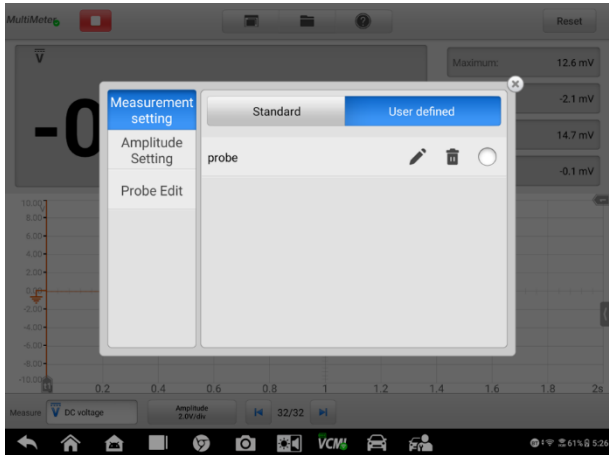 MultiMeter
Reset
V
Maximum: 12.6 mV
-2.1 mV
14.7 mV
-0.1 mV
-0
Measurement setting
Amplitude Setting
Probe Edit
Standard
User defined
probe
10.00
8.00
6.00
4.00
2.00
0.00
-2.00
-4.00
-6.00
-8.00
-10.00
0.2 0.4 0.6 0.8 1 1.2 1.4 1.6 1.8 2s
Measure
DC voltage
Amplitude
2.0V/div
32/32
VCMI
61% 5:26